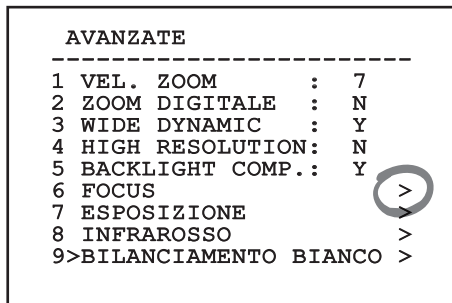 AVANZATE
-------------------------
1 VEL. ZOOM : 7
2 ZOOM DIGITALE : N
3 WIDE DYNAMIC : Y
4 HIGH RESOLUTION: N
5 BACKLIGHT COMP.: Y
6 FOCUS >
7 ESPOSIZIONE >
8 INFRAROSSO >
9>BILANCIAMENTO BIANCO >